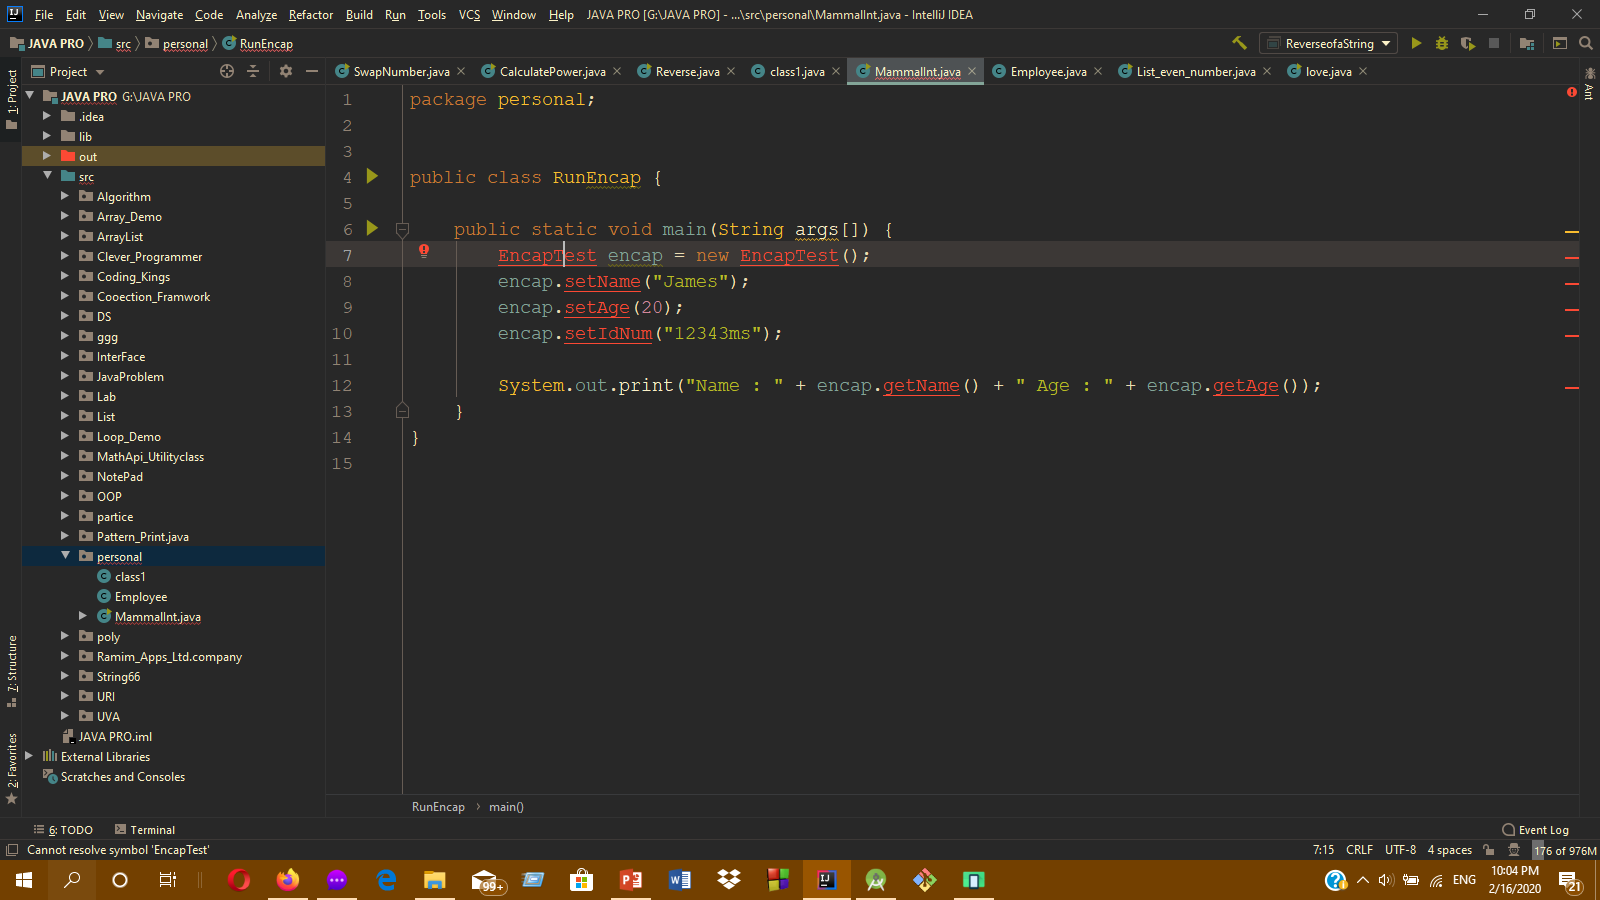 File Edit View Navigate Code Analyze Refactor Build Run Tools VCS Window Help JAVA PRO [G:\JAVA PRO] - ...\src\personal\MammalInt.java - IntelliJ IDEA
JAVA PRO src personal RunEncap ReverseofaString
Project SwapNumber.java CalculatePower.java Reverse.java class1.java MammalInt.java Employee.java List_even_number.java love.java
1: Project
Ant
JAVA PRO G:\JAVA PRO
.idea
lib
out
src
Algorithm
Array_Demo
ArrayList
Clever_Programmer
Coding_Kings
Cooection_Framwork
DS
ggg
InterFace
JavaProblem
Lab
List
Loop_Demo
MathApi_Utilityclass
NotePad
OOP
partice
Pattern_Print.java
personal
class1
Employee
MammalInt.java
poly
Ramim_Apps_Ltd.company
String66
URI
UVA
JAVA PRO.iml
External Libraries
Scratches and Consoles
7: Structure
2: Favorites
1 package personal;
2
3
4 public class RunEncap {
5
6 public static void main(String args[]) {
7 EncapTest encap = new EncapTest();
8 encap.setName("James");
9 encap.setAge(20);
10 encap.setIdNum("12343ms");
11
12 System.out.print("Name : " + encap.getName() + " Age : " + encap.getAge());
13 }
14 }
15
RunEncap main()
6: TODO Terminal Event Log
Cannot resolve symbol 'EncapTest' 7:15 CRLF UTF-8 4 spaces 176 of 976M
99+ ENG 10:04 PM
2/16/2020 21